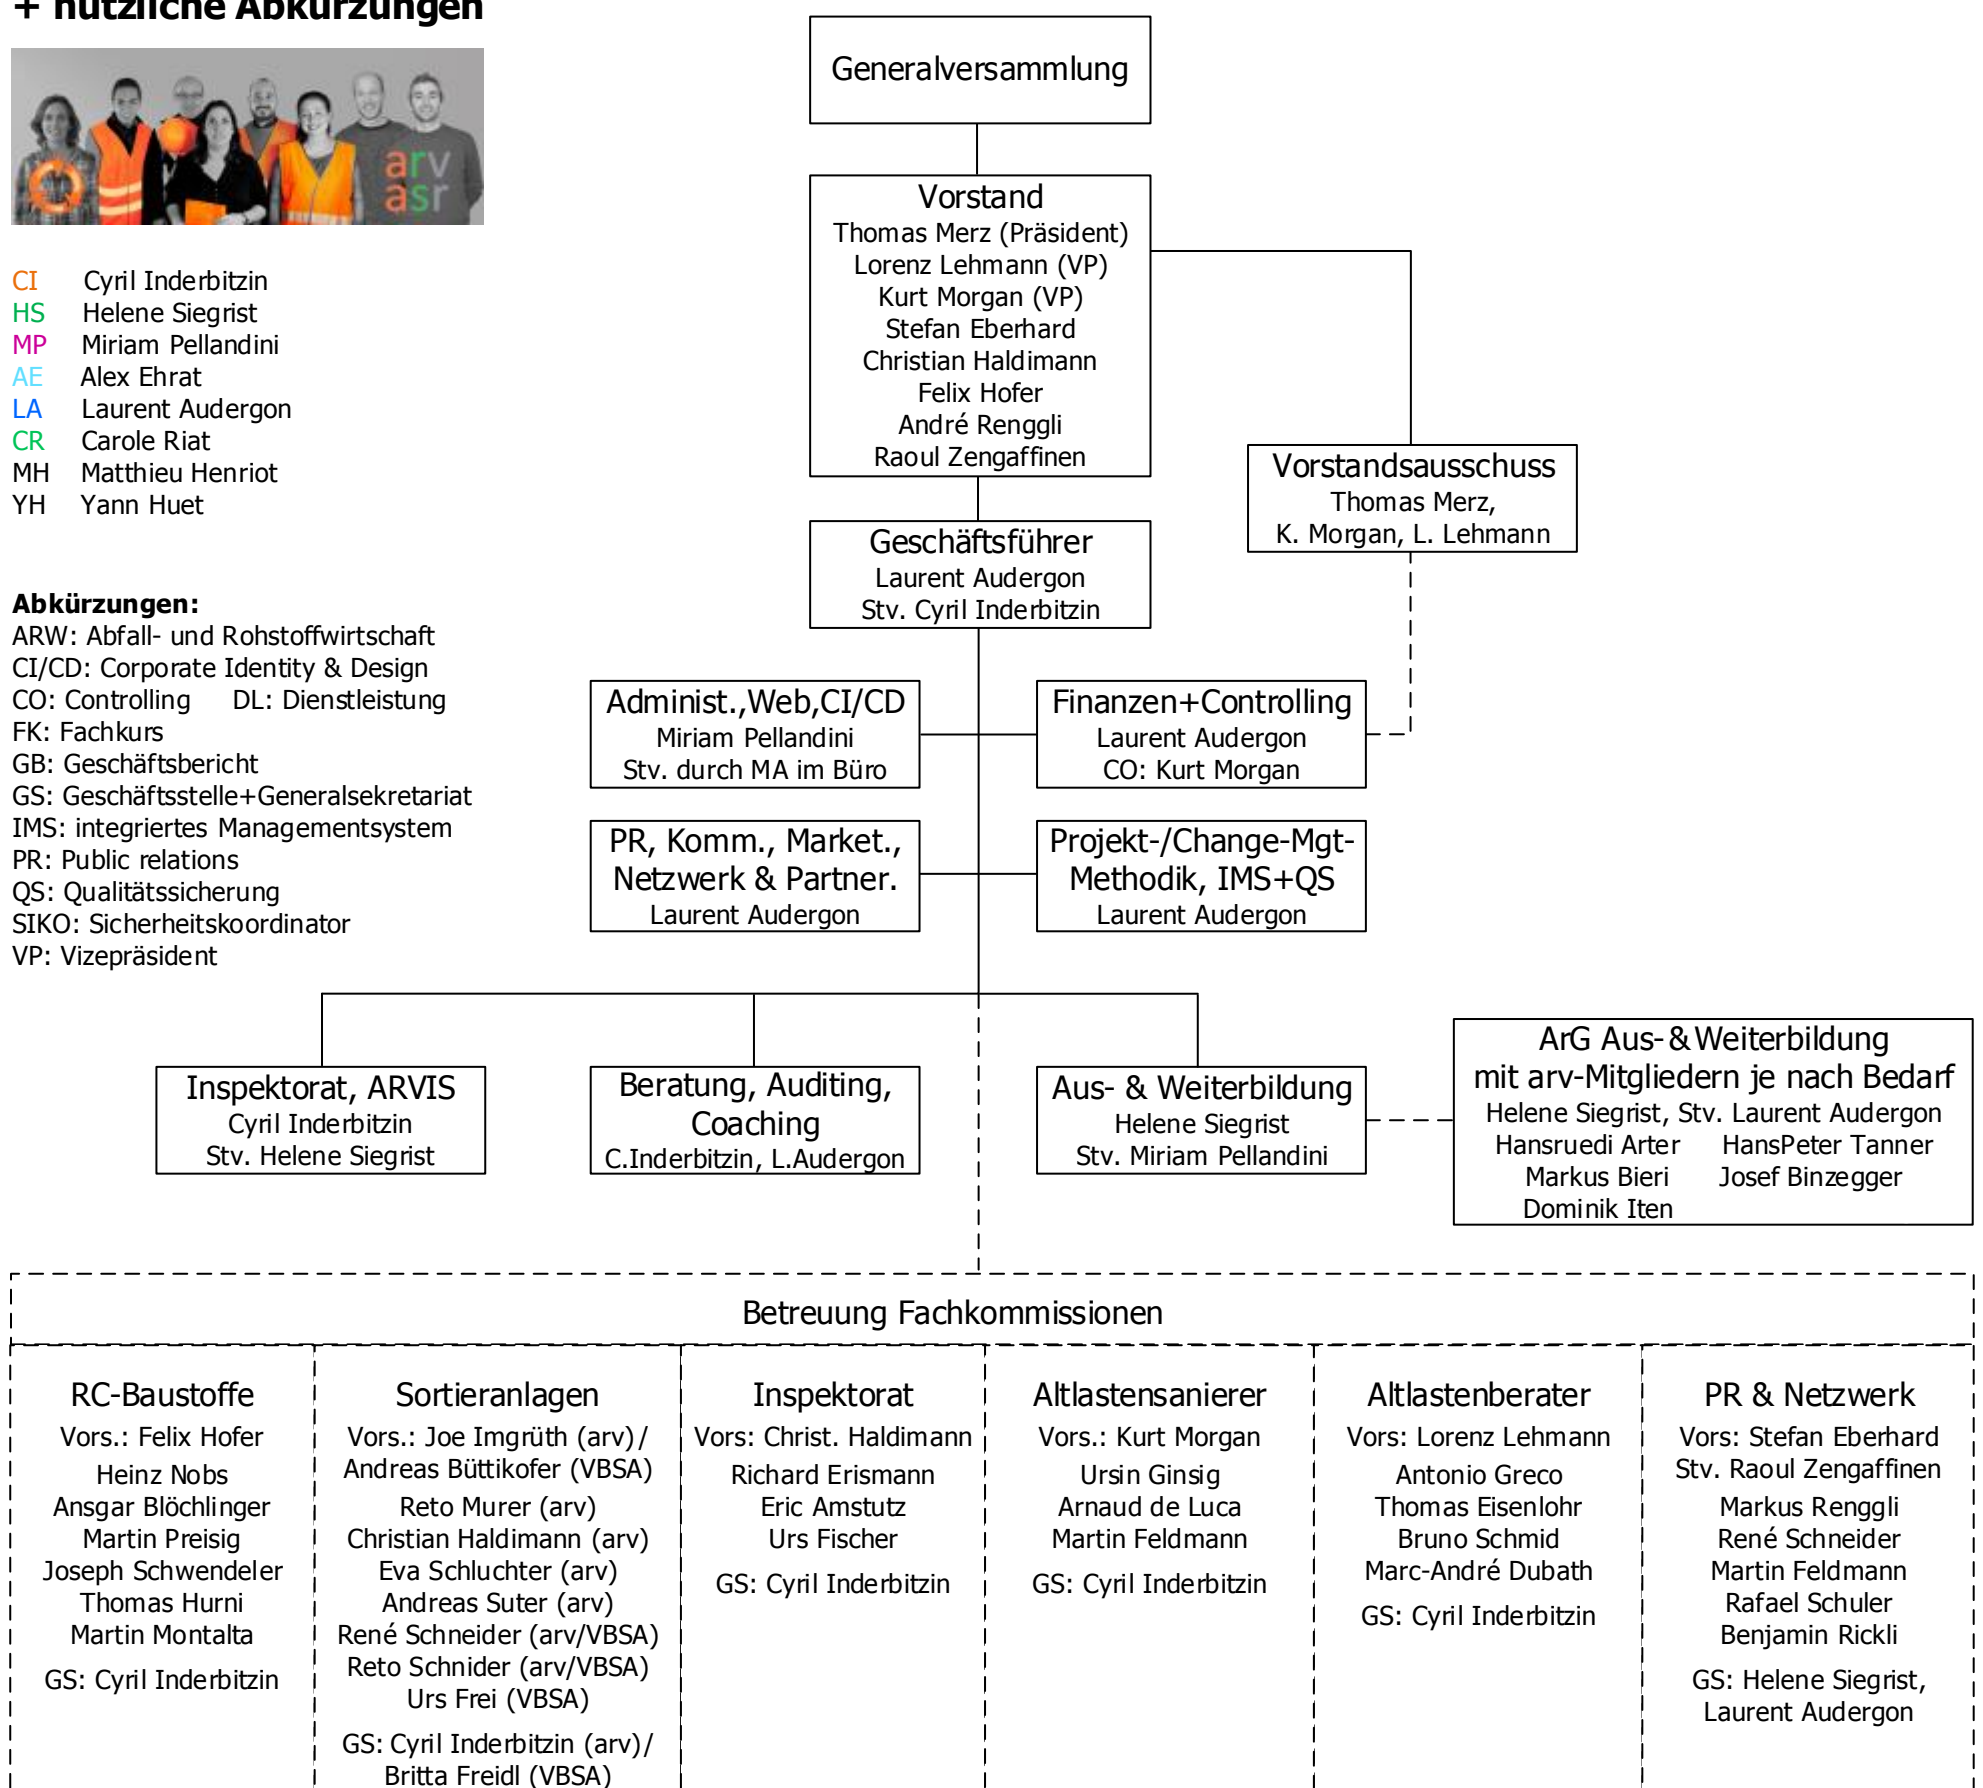 + nützliche Abkürzungen
arv
asr
CI Cyril Inderbitzin
HS Helene Siegrist
MP Miriam Pellandini
AE Alex Ehrat
LA Laurent Audergon
CR Carole Riat
MH Matthieu Henriot
YH Yann Huet
Abkürzungen:
ARW: Abfall- und Rohstoffwirtschaft
CI/CD: Corporate Identity & Design
CO: Controlling DL: Dienstleistung
FK: Fachkurs
GB: Geschäftsbericht
GS: Geschäftsstelle+Generalsekretariat
IMS: integriertes Managementsystem
PR: Public relations
QS: Qualitätssicherung
SIKO: Sicherheitskoordinator
VP: Vizepräsident
Generalversammlung
Vorstand
Thomas Merz (Präsident)
Lorenz Lehmann (VP)
Kurt Morgan (VP)
Stefan Eberhard
Christian Haldimann
Felix Hofer
André Renggli
Raoul Zengaffinen
Vorstandsausschuss
Thomas Merz,
K. Morgan, L. Lehmann
Geschäftsführer
Laurent Audergon
Stv. Cyril Inderbitzin
Administ.,Web,CI/CD
Miriam Pellandini
Stv. durch MA im Büro
Finanzen+Controlling
Laurent Audergon
CO: Kurt Morgan
PR, Komm., Market.,
Netzwerk & Partner.
Laurent Audergon
Projekt-/Change-Mgt-
Methodik, IMS+QS
Laurent Audergon
Inspektorat, ARVIS
Cyril Inderbitzin
Stv. Helene Siegrist
Beratung, Auditing,
Coaching
C.Inderbitzin, L.Audergon
Aus- & Weiterbildung
Helene Siegrist
Stv. Miriam Pellandini
ArG Aus-&Weiterbildung
mit arv-Mitgliedern je nach Bedarf
Helene Siegrist, Stv. Laurent Audergon
Hansruedi Arter HansPeter Tanner
Markus Bieri Josef Binzegger
Dominik Iten
Betreuung Fachkommissionen
RC-Baustoffe
Vors.: Felix Hofer
Heinz Nobs
Ansgar Blöchlinger
Martin Preisig
Joseph Schwendeler
Thomas Hurni
Martin Montalta
GS: Cyril Inderbitzin
Sortieranlagen
Vors.: Joe Imgrüth (arv)/
Andreas Büttikofer (VBSA)
Reto Murer (arv)
Christian Haldimann (arv)
Eva Schluchter (arv)
Andreas Suter (arv)
René Schneider (arv/VBSA)
Reto Schnider (arv/VBSA)
Urs Frei (VBSA)
GS: Cyril Inderbitzin (arv)/
Britta Freidl (VBSA)
Inspektorat
Vors: Christ. Haldimann
Richard Erismann
Eric Amstutz
Urs Fischer
GS: Cyril Inderbitzin
Altlastensanierer
Vors.: Kurt Morgan
Ursin Ginsig
Arnaud de Luca
Martin Feldmann
GS: Cyril Inderbitzin
Altlastenberater
Vors: Lorenz Lehmann
Antonio Greco
Thomas Eisenlohr
Bruno Schmid
Marc-André Dubath
GS: Cyril Inderbitzin
PR & Netzwerk
Vors: Stefan Eberhard
Stv. Raoul Zengaffinen
Markus Renggli
René Schneider
Martin Feldmann
Rafael Schuler
Benjamin Rickli
GS: Helene Siegrist,
Laurent Audergon